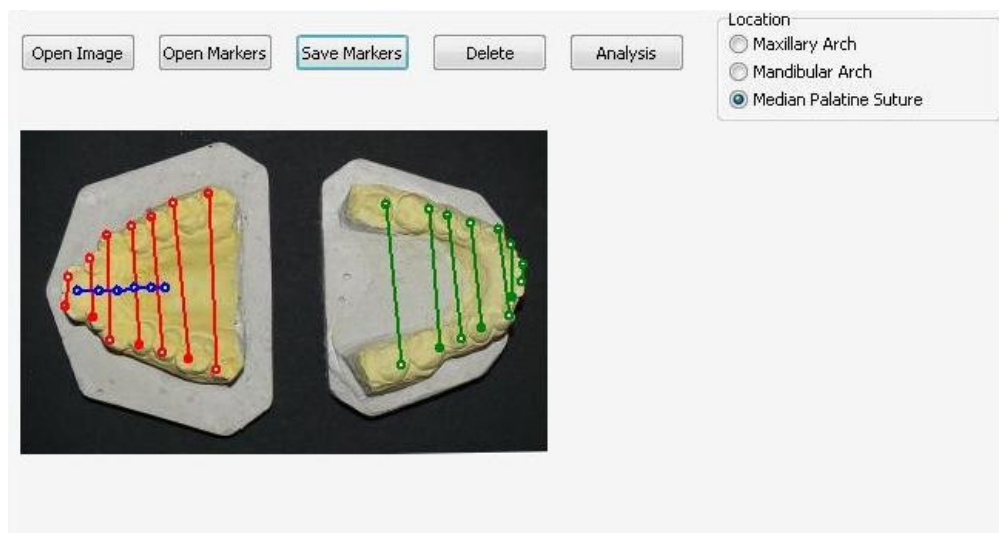 Location
Open Image
Open Markers
Save Markers
Delete
Analysis
Maxillary Arch
Mandibular Arch
Median Palatine Suture